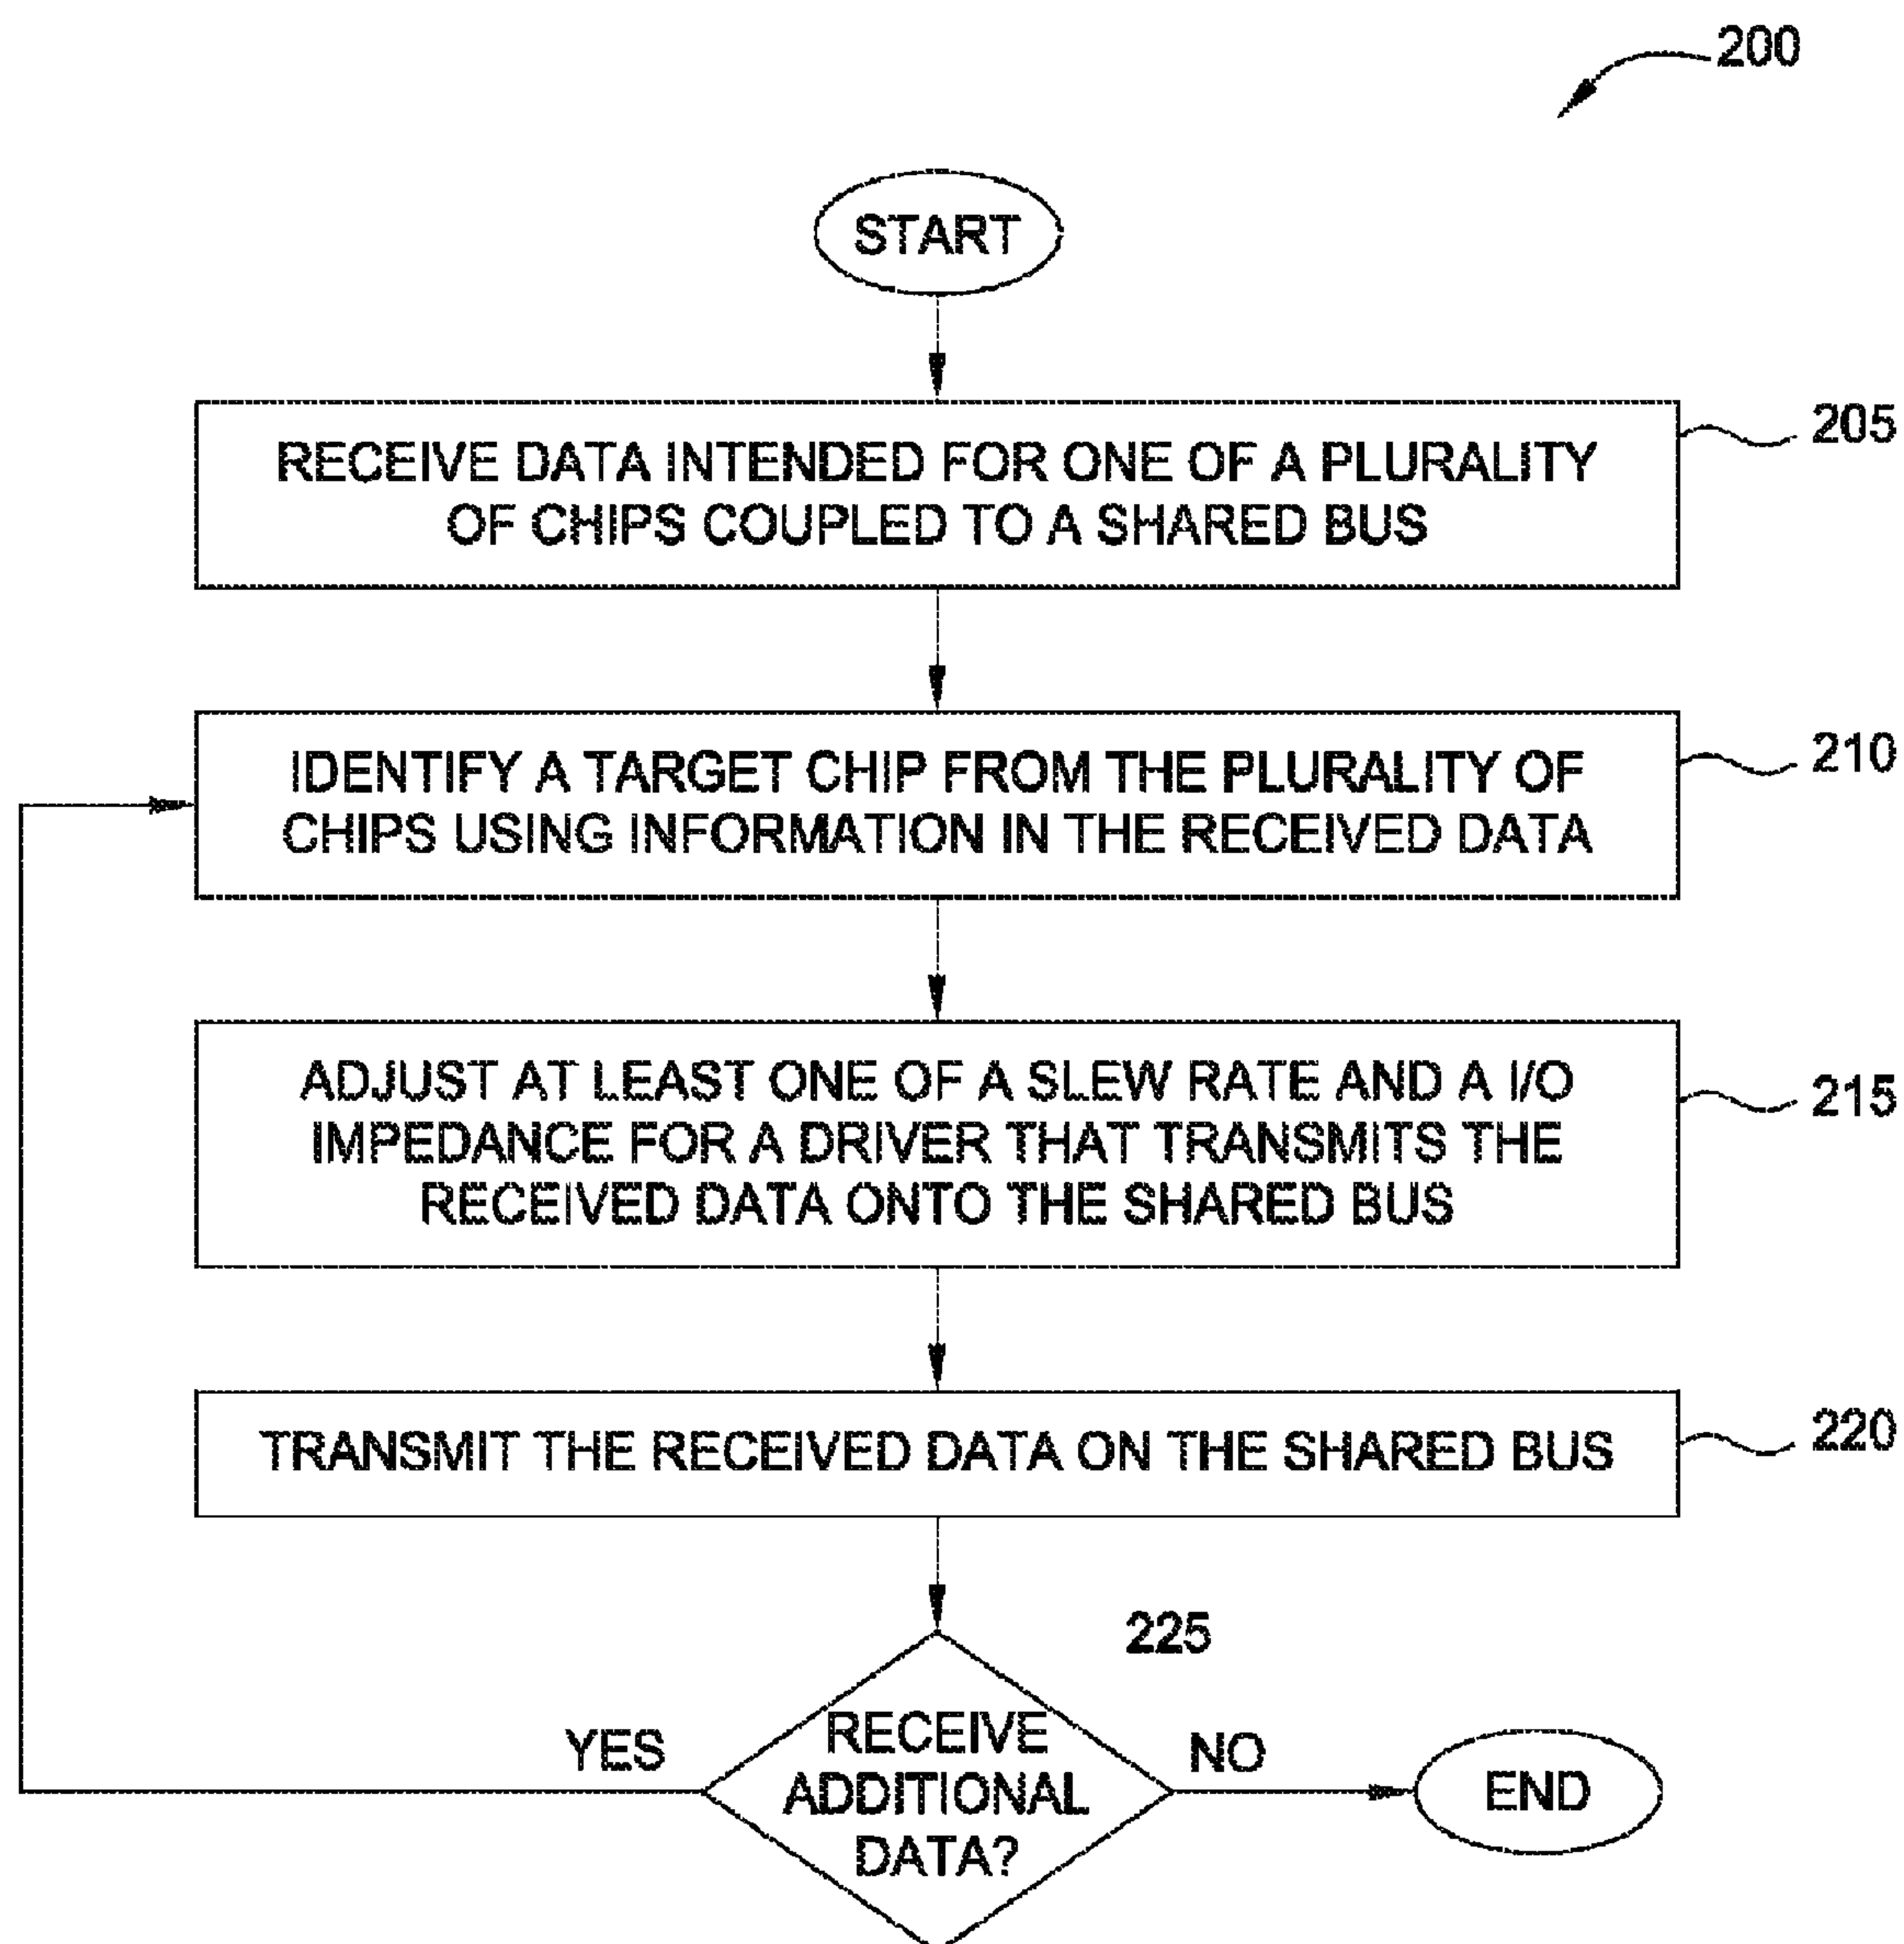 200
START
RECEIVE DATA INTENDED FOR ONE OF A PLURALITY
OF CHIPS COUPLED TO A SHARED BUS
205
IDENTIFY A TARGET CHIP FROM THE PLURALITY OF
CHIPS USING INFORMATION IN THE RECEIVED DATA
210
ADJUST AT LEAST ONE OF A SLEW RATE AND A I/O
IMPEDANCE FOR A DRIVER THAT TRANSMITS THE
RECEIVED DATA ONTO THE SHARED BUS
215
TRANSMIT THE RECEIVED DATA ON THE SHARED BUS
220
225
YES
RECEIVE
ADDITIONAL
DATA?
NO
END